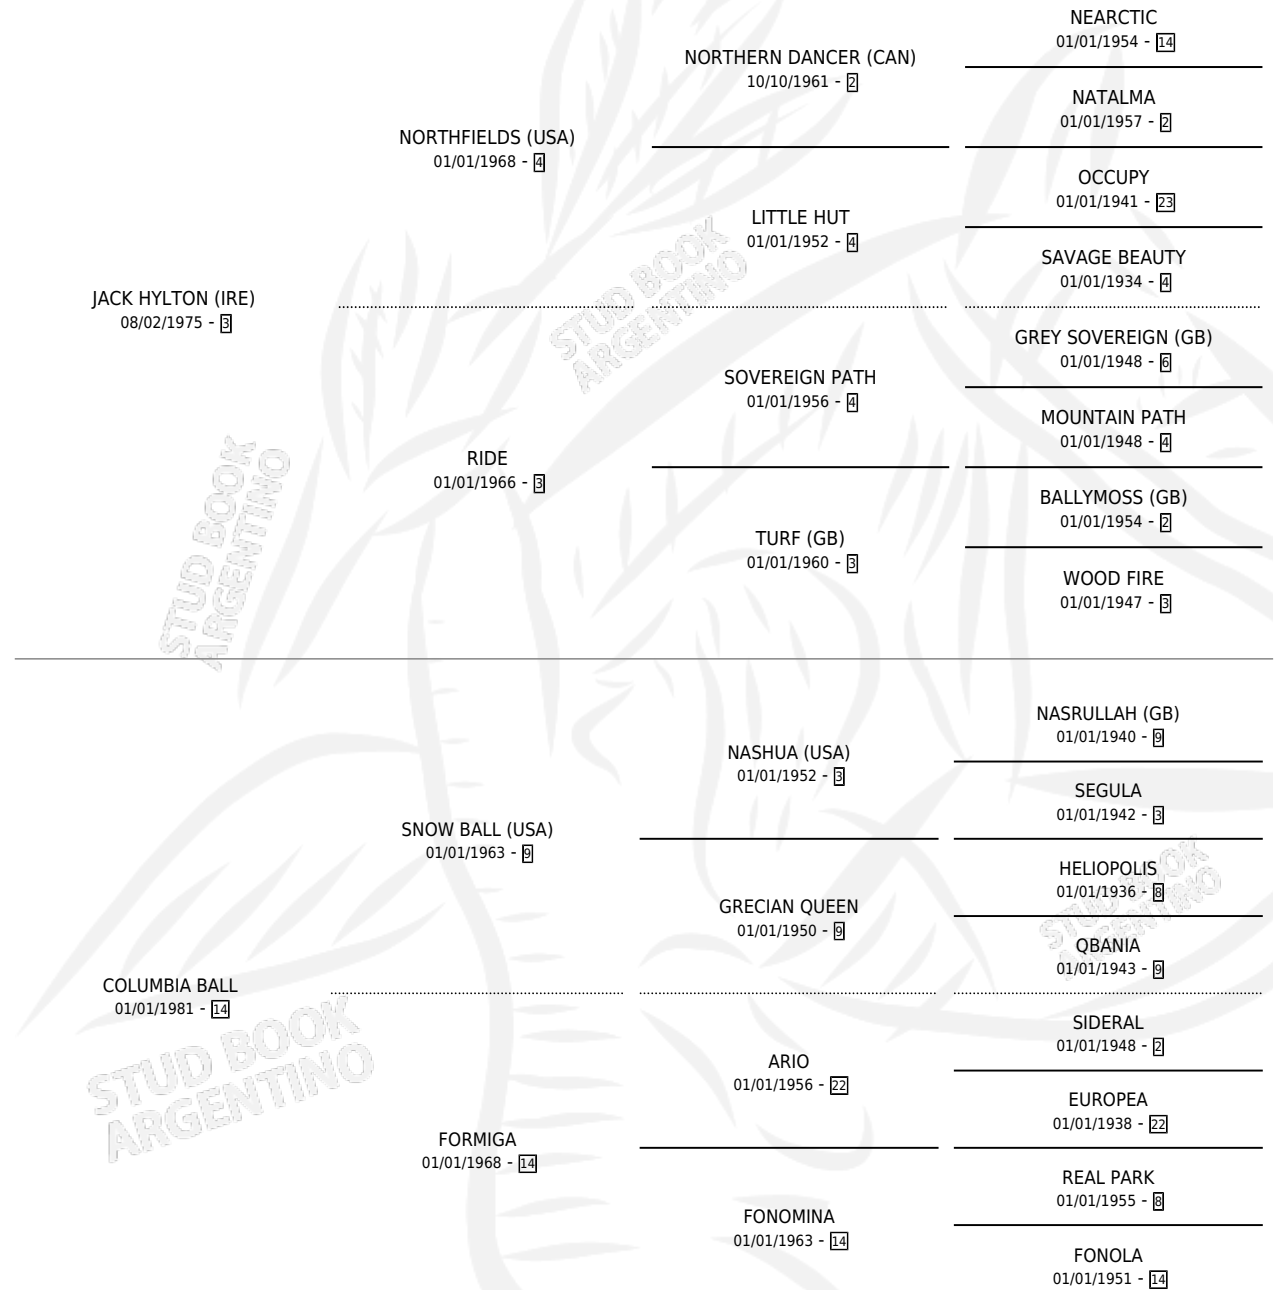 NEARCTIC
01/01/1954 - 14
NORTHERN DANCER (CAN)
10/10/1961 - 2
NATALMA
01/01/1957 - 2
NORTHFIELDS (USA)
01/01/1968 - 4
OCCUPY
01/01/1941 - 23
LITTLE HUT
01/01/1952 - 4
SAVAGE BEAUTY
01/01/1934 - 4
JACK HYLTON (IRE)
08/02/1975 - 3
GREY SOVEREIGN (GB)
01/01/1948 - 6
SOVEREIGN PATH
01/01/1956 - 4
MOUNTAIN PATH
01/01/1948 - 4
RIDE
01/01/1966 - 3
BALLYMOSS (GB)
01/01/1954 - 2
TURF (GB)
01/01/1960 - 3
WOOD FIRE
01/01/1947 - 3
NASRULLAH (GB)
01/01/1940 - 9
NASHUA (USA)
01/01/1952 - 3
SEGULA
01/01/1942 - 3
SNOW BALL (USA)
01/01/1963 - 9
HELIOPOLIS
01/01/1936 - 8
GRECIAN QUEEN
01/01/1950 - 9
QBANIA
01/01/1943 - 9
COLUMBIA BALL
01/01/1981 - 14
SIDERAL
01/01/1948 - 2
ARIO
01/01/1956 - 22
EUROPEA
01/01/1938 - 22
FORMIGA
01/01/1968 - 14
REAL PARK
01/01/1955 - 8
FONOMINA
01/01/1963 - 14
FONOLA
01/01/1951 - 14
STUD BOOK
ARGENTINO
STUD BOOK
ARGENTINO
STUD BOOK
ARGENTINO
STUD BOOK
ARGENTINO